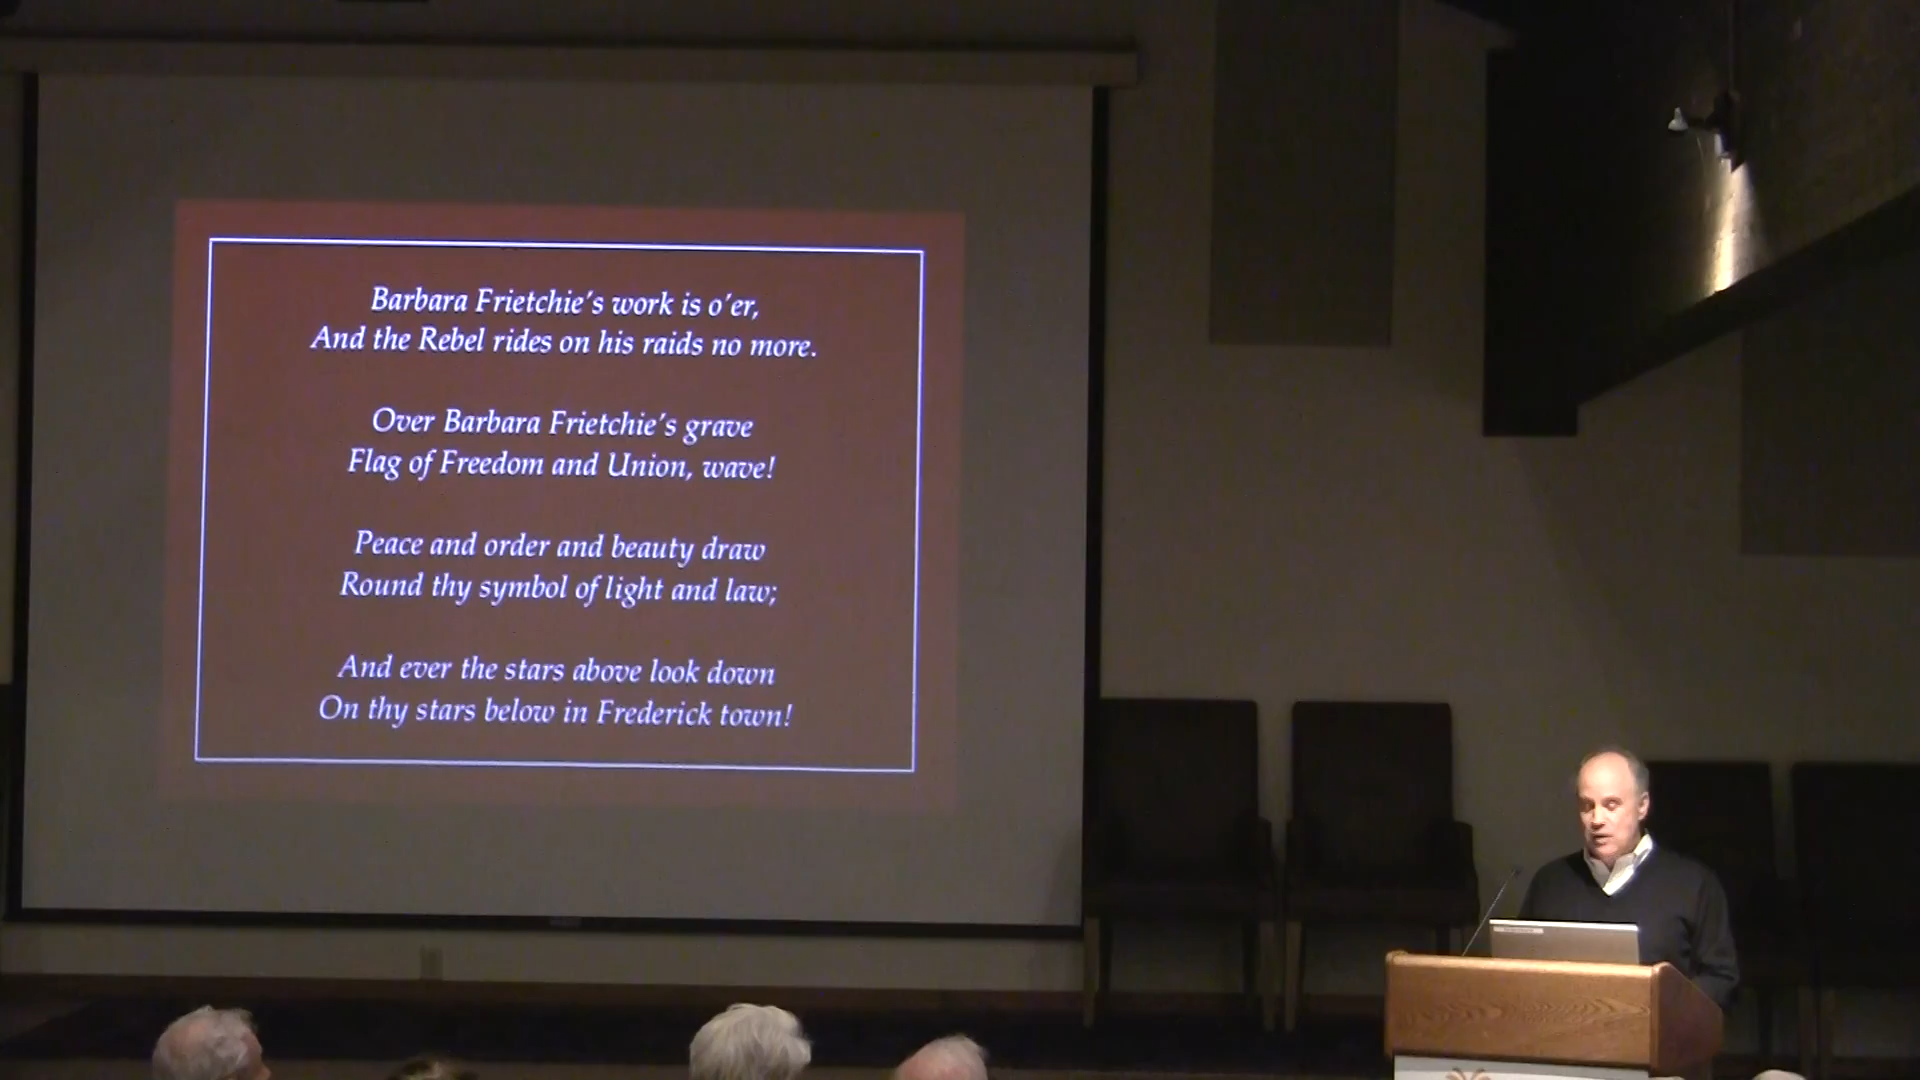 Barbara Frietchie's work is o'er,
And the Rebel rides on his raids no more.
Over Barbara Frietchie's grave
Flag of Freedom and Union, wave!
Peace and order and beauty draw
Round thy symbol of light and law;
And ever the stars above look down
On thy stars below in Frederick town!